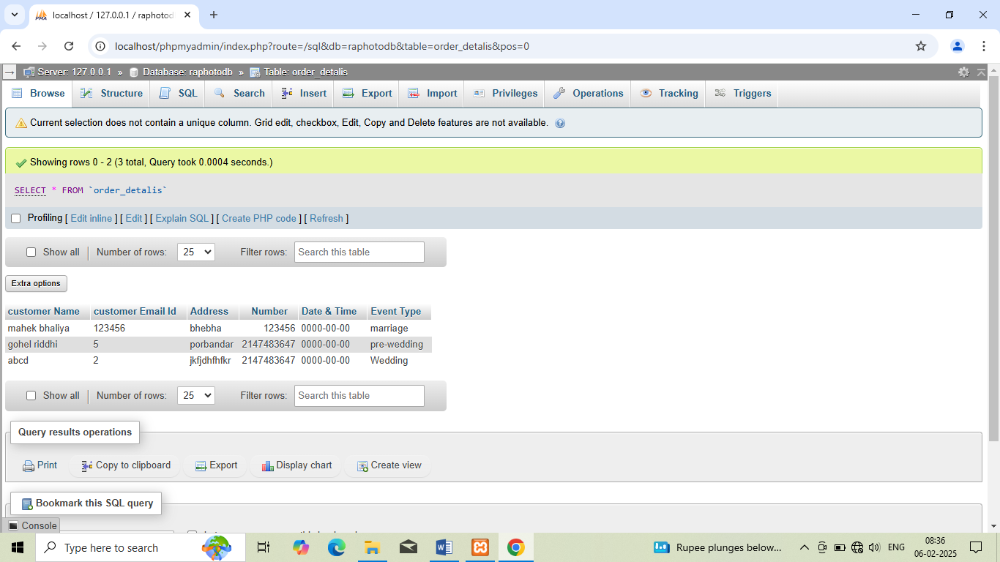 localhost / 127.0.0.1 / raphotod
localhost/phpmyadmin/index.php?route=/sql&db=raphotodb&table=order_detalis&pos=0
Server: 127.0.0.1 » Database: raphotodb » Table: order_detalis
Browse Structure SQL Search Insert Export Import Privileges Operations Tracking Triggers
Current selection does not contain a unique column. Grid edit, checkbox, Edit, Copy and Delete features are not available.
Showing rows 0 - 2 (3 total, Query took 0.0004 seconds.)
SELECT * FROM `order_detalis`
Profiling [ Edit inline ] [ Edit ] [ Explain SQL ] [ Create PHP code ] [ Refresh ]
Show all Number of rows: 25 Filter rows: Search this table
Extra options
customer Name customer Email Id Address Number Date & Time Event Type
mahek bhaliya 123456 bhebha 123456 0000-00-00 marriage
gohel riddhi 5 porbandar 2147483647 0000-00-00 pre-wedding
abcd 2 jkfjdhfhfkr 2147483647 0000-00-00 Wedding
Show all Number of rows: 25 Filter rows: Search this table
Query results operations
Print Copy to clipboard Export Display chart Create view
Bookmark this SQL query
Console
Type here to search
Rupee plunges below...
ENG
08:36
06-02-2025